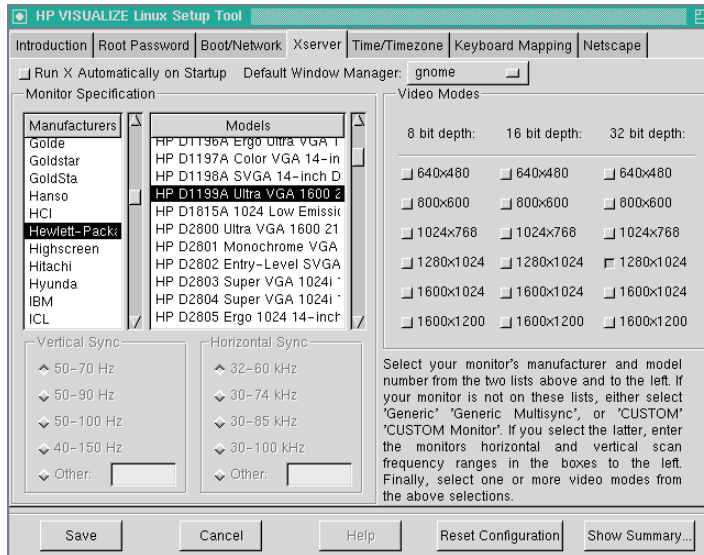 HP VISUALIZE Linux Setup Tool
Introduction Root Password Boot/Network Xserver Time/Timezone Keyboard Mapping Netscape
Run X Automatically on Startup Default Window Manager: gnome
Monitor Specification
Manufacturers
Golde
Goldstar
GoldSta
Hanso
HCI
Hewlett-Packa
Highscreen
Hitachi
Hyunda
IBM
ICL
Models
HP D1196A Ergo Ultra VGA 1
HP D1197A Color VGA 14-in
HP D1198A SVGA 14-inch D
HP D1199A Ultra VGA 1600 2
HP D1815A 1024 Low Emissic
HP D2800 Ultra VGA 1600 21
HP D2801 Monochrome VGA
HP D2802 Entry-Level SVGA
HP D2803 Super VGA 1024i
HP D2804 Super VGA 1024i
HP D2805 Ergo 1024 14-inch
Vertical Sync
50-70 Hz
50-90 Hz
50-100 Hz
40-150 Hz
Other:
Horizontal Sync
32-60 kHz
30-74 kHz
30-85 kHz
30-100 kHz
Other:
Video Modes
8 bit depth: 16 bit depth: 32 bit depth:
640x480 640x480 640x480
800x600 800x600 800x600
1024x768 1024x768 1024x768
1280x1024 1280x1024 1280x1024
1600x1024 1600x1024 1600x1024
1600x1200 1600x1200 1600x1200
Select your monitor's manufacturer and model
number from the two lists above and to the left. If
your monitor is not on these lists, either select
'Generic' 'Generic Multisync', or 'CUSTOM'
'CUSTOM Monitor'. If you select the latter, enter
the monitors horizontal and vertical scan
frequency ranges in the boxes to the left.
Finally, select one or more video modes from
the above selections.
Save Cancel Help Reset Configuration Show Summary...